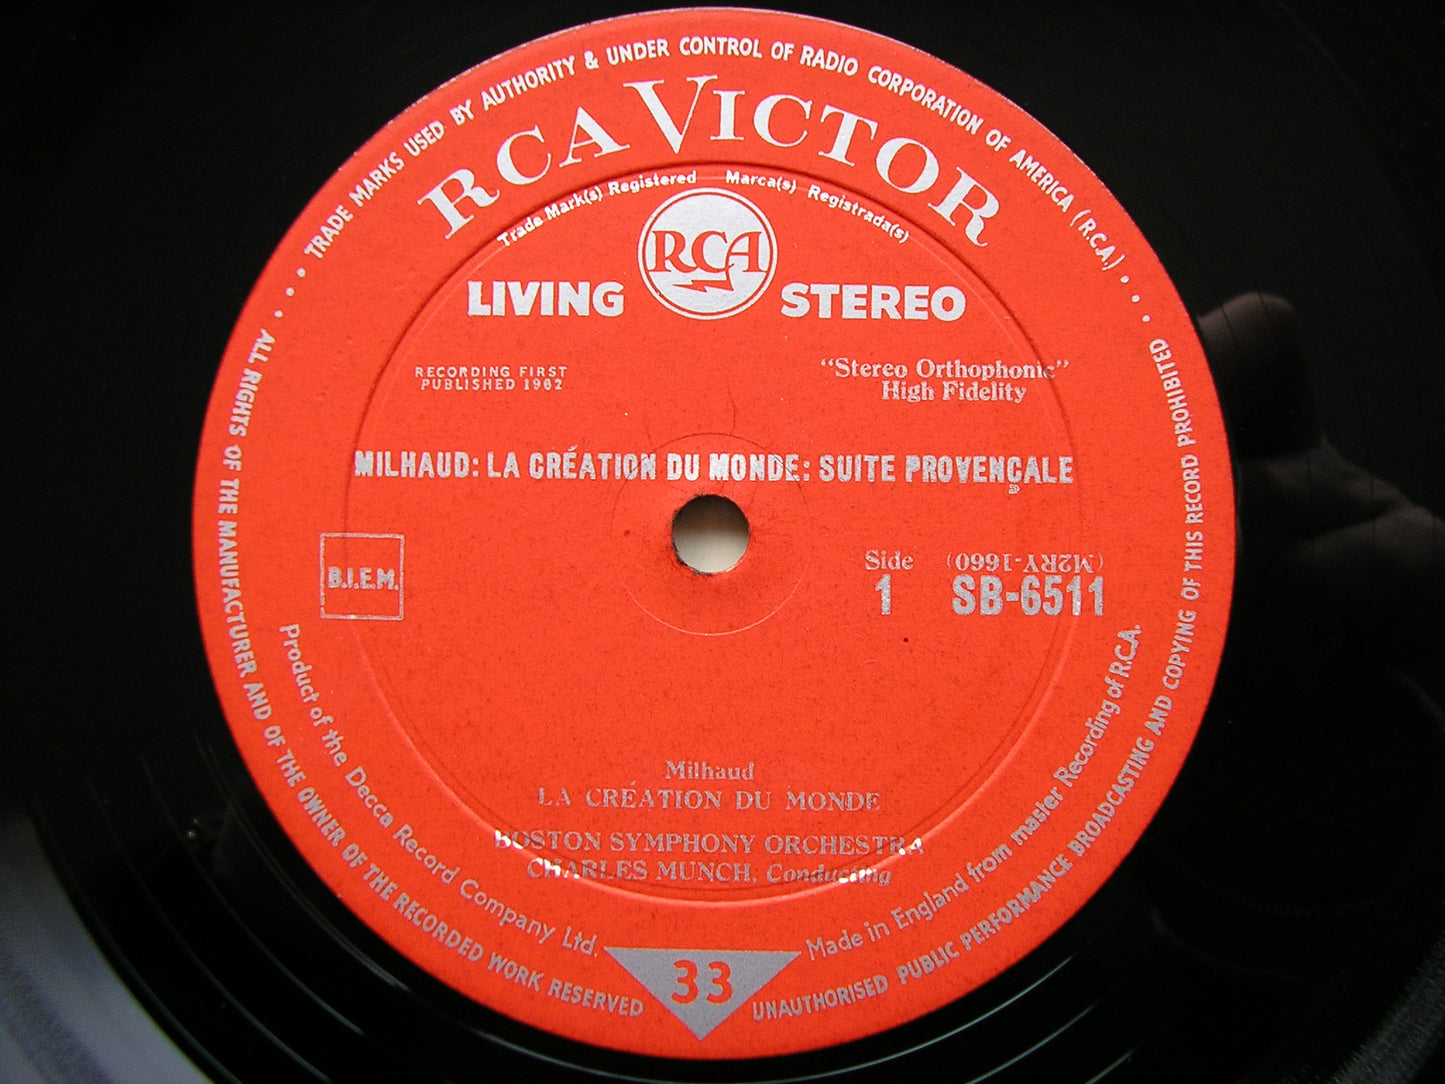 TRADE MARKS USED BY AUTHORITY & UNDER CONTROL OF RADIO CORPORATION OF AMERICA (R.C.A.)
RCA VICTOR
Trade Mark(s) Registered Marca(s) Registrada(s)
RCA
LIVING STEREO
RECORDING FIRST
PUBLISHED 1962
"Stereo Orthophonic"
High Fidelity
MILHAUD: LA CRÉATION DU MONDE: SUITE PROVENÇALE
B.I.E.M.
Side
1
(M2RY-1660)
SB-6511
Milhaud
LA CRÉATION DU MONDE
BOSTON SYMPHONY ORCHESTRA
CHARLES MUNCH, Conducting
Product of the Decca Record Company Ltd.
33
Made in England from master Recording of R.C.A.
ALL RIGHTS OF THE MANUFACTURER AND OF THE OWNER OF THE RECORDED WORK RESERVED
UNAUTHORISED PUBLIC PERFORMANCE BROADCASTING AND COPYING OF THIS RECORD PROHIBITED